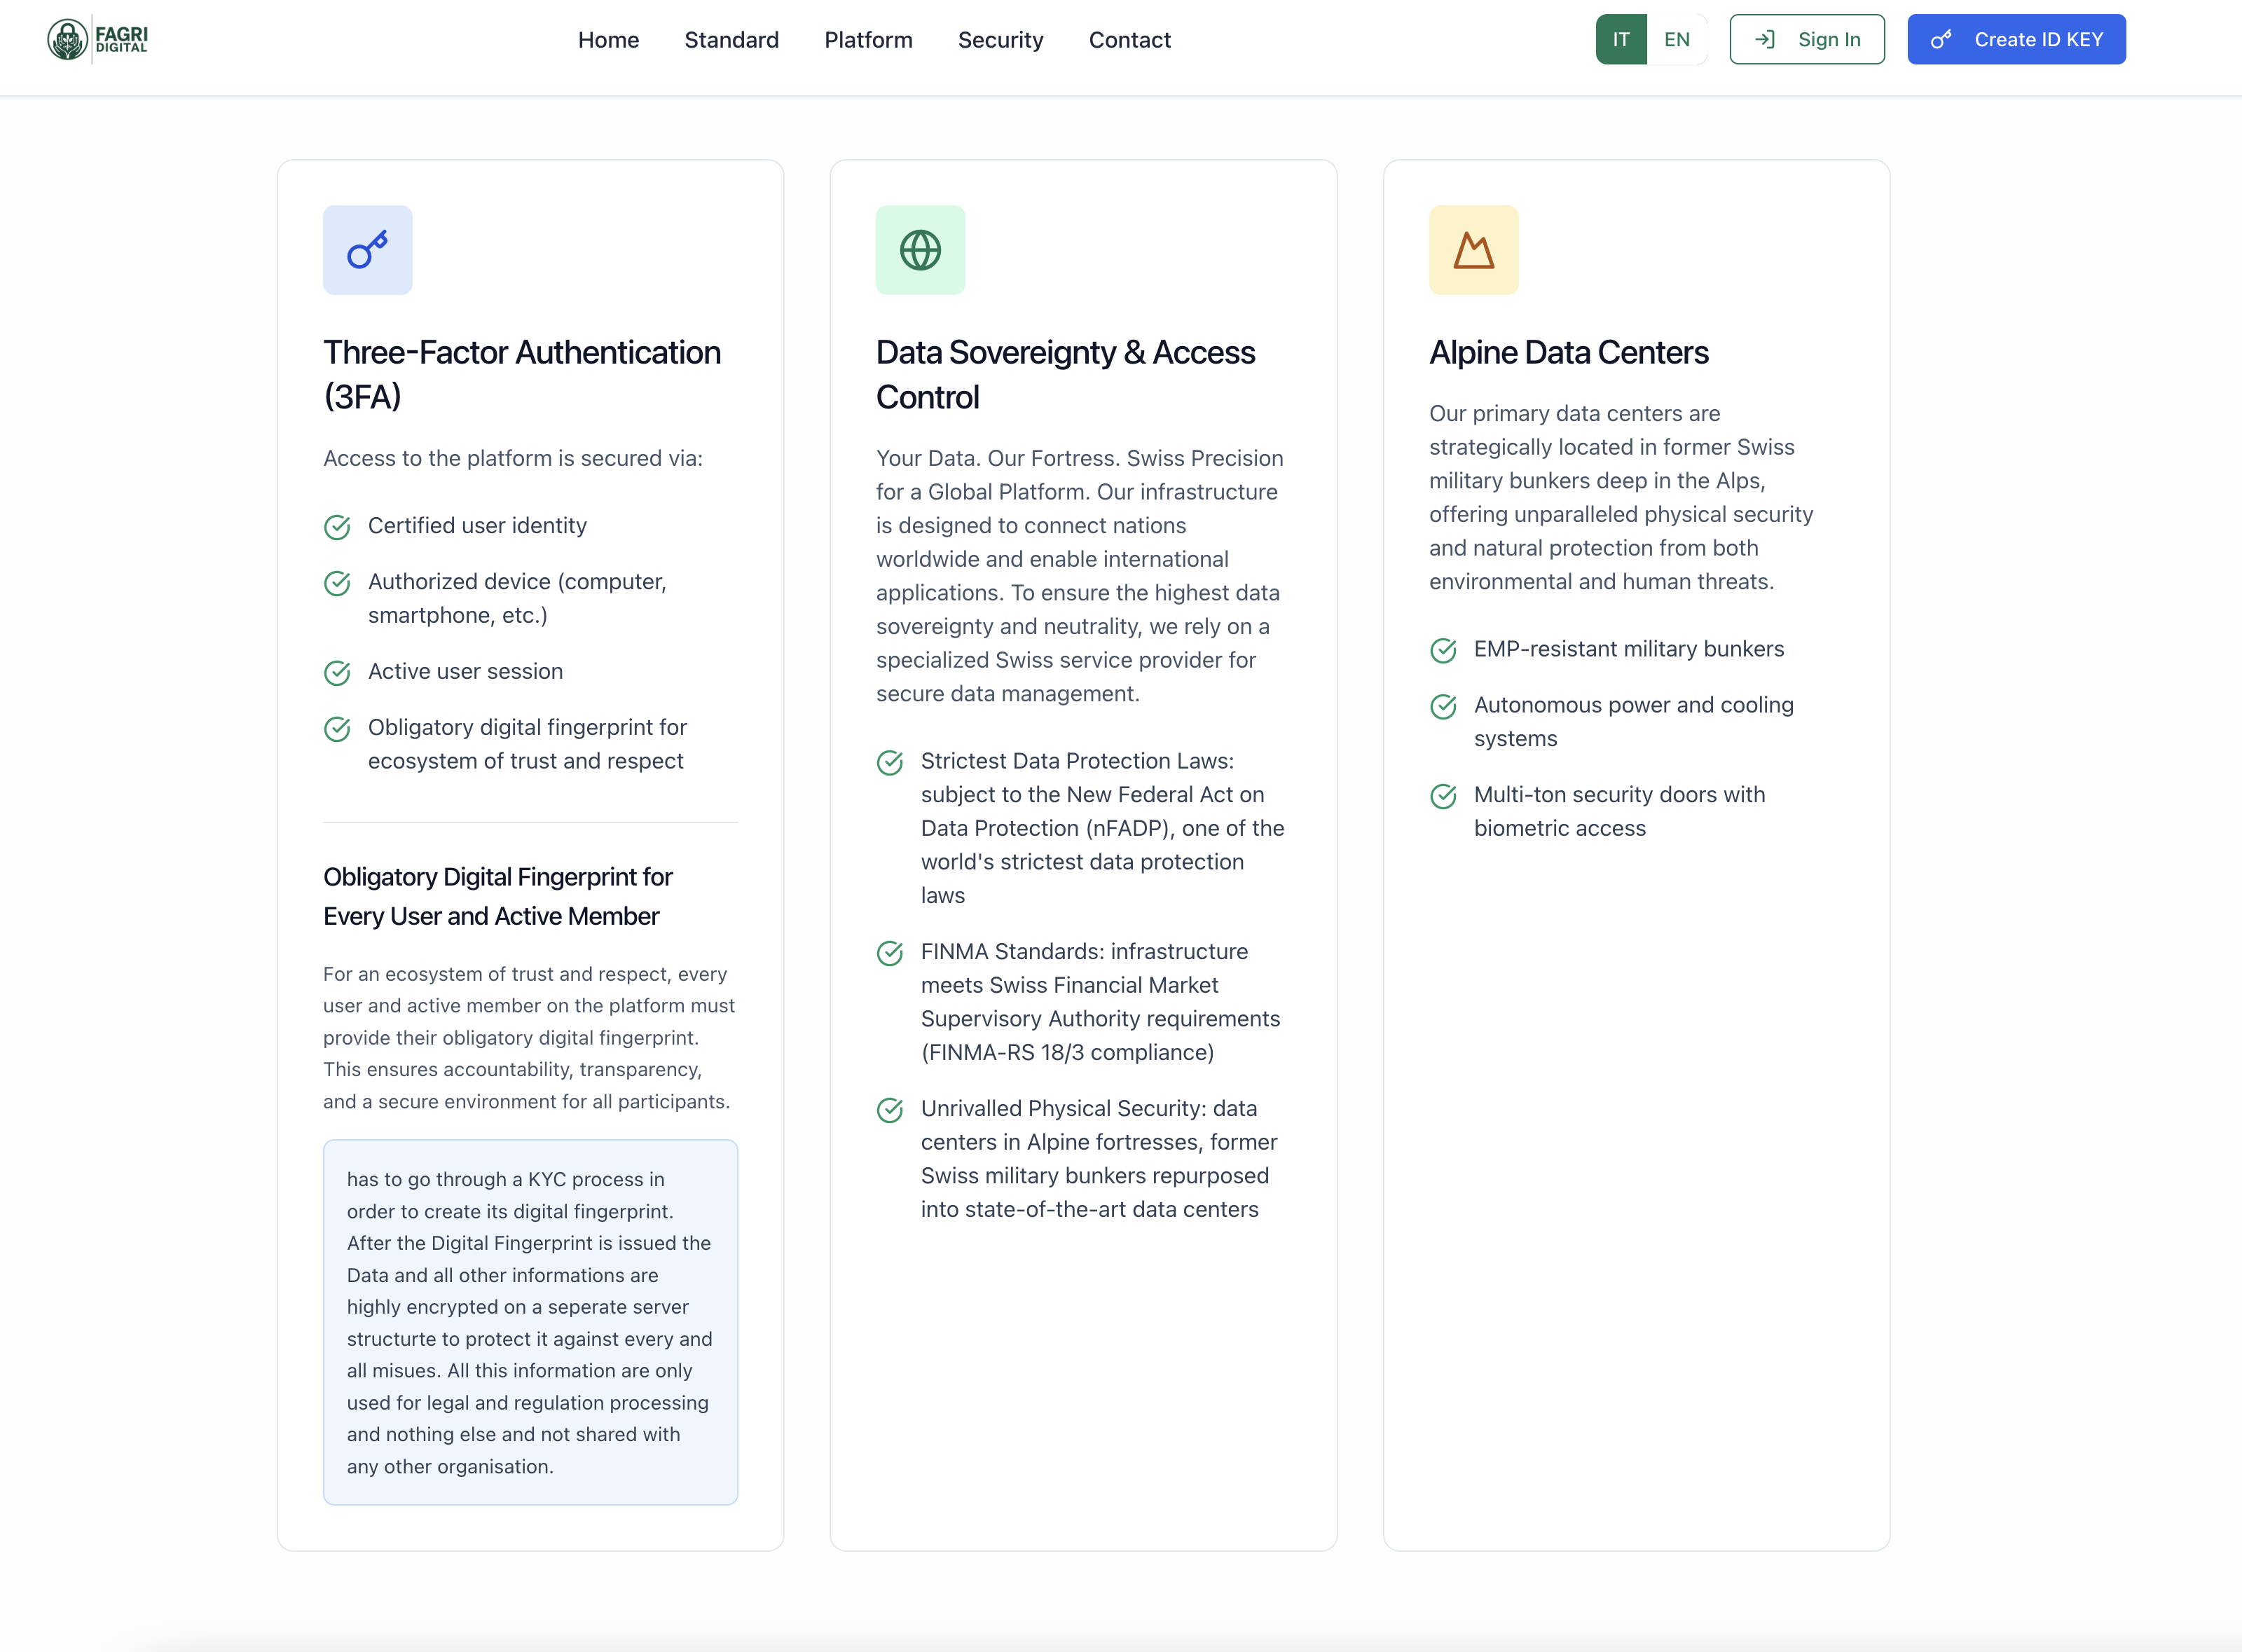 FAGRI
DIGITAL
Home
Standard
Platform
Security
Contact
IT
EN
Sign In
Create ID KEY
Three-Factor Authentication
(3FA)
Access to the platform is secured via:
Certified user identity
Authorized device (computer,
smartphone, etc.)
Active user session
Obligatory digital fingerprint for
ecosystem of trust and respect
Obligatory Digital Fingerprint for
Every User and Active Member
For an ecosystem of trust and respect, every
user and active member on the platform must
provide their obligatory digital fingerprint.
This ensures accountability, transparency,
and a secure environment for all participants.
has to go through a KYC process in
order to create its digital fingerprint.
After the Digital Fingerprint is issued the
Data and all other informations are
highly encrypted on a seperate server
structurte to protect it against every and
all misues. All this information are only
used for legal and regulation processing
and nothing else and not shared with
any other organisation.
Data Sovereignty & Access
Control
Your Data. Our Fortress. Swiss Precision
for a Global Platform. Our infrastructure
is designed to connect nations
worldwide and enable international
applications. To ensure the highest data
sovereignty and neutrality, we rely on a
specialized Swiss service provider for
secure data management.
Strictest Data Protection Laws:
subject to the New Federal Act on
Data Protection (nFADP), one of the
world's strictest data protection
laws
FINMA Standards: infrastructure
meets Swiss Financial Market
Supervisory Authority requirements
(FINMA-RS 18/3 compliance)
Unrivalled Physical Security: data
centers in Alpine fortresses, former
Swiss military bunkers repurposed
into state-of-the-art data centers
Alpine Data Centers
Our primary data centers are
strategically located in former Swiss
military bunkers deep in the Alps,
offering unparalleled physical security
and natural protection from both
environmental and human threats.
EMP-resistant military bunkers
Autonomous power and cooling
systems
Multi-ton security doors with
biometric access